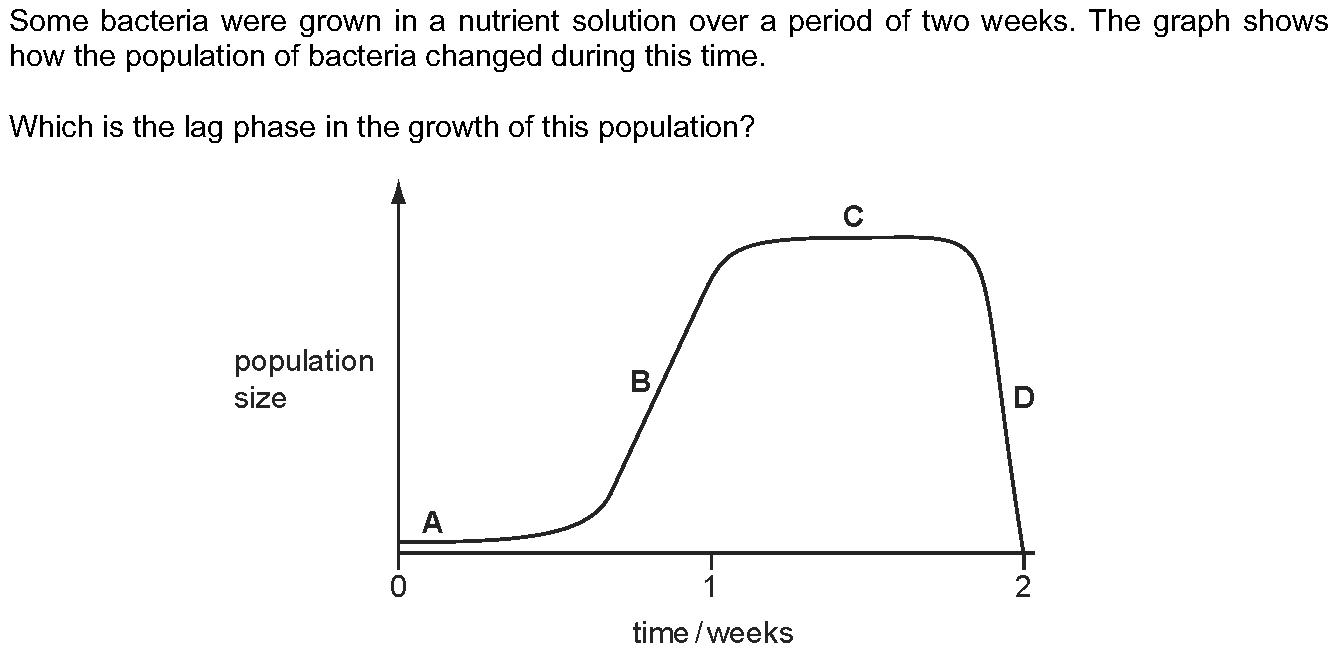 Some bacteria were grown in a nutrient solution over a period of two weeks. The graph shows
how the population of bacteria changed during this time.
Which is the lag phase in the growth of this population?
C
population
size
B
D
A
0
1
2
time / weeks